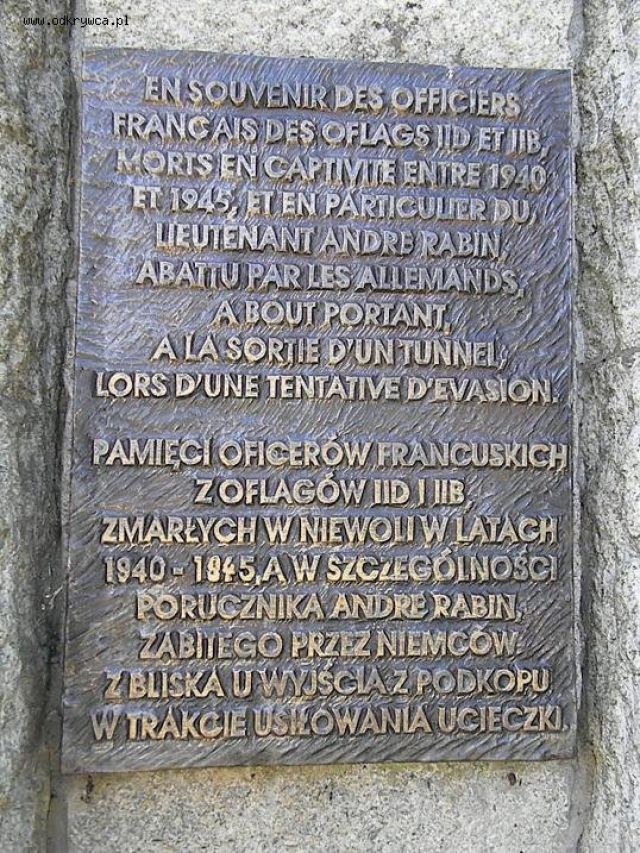 www.odkrywca.pl
EN SOUVENIR DES OFFICIERS
FRANCAIS DES OFLAGS IID ET IIB,
MORTS EN CAPTIVITE ENTRE 1940
ET 1945, ET EN PARTICULIER DU
LIEUTENANT ANDRE RABIN,
ABATTU PAR LES ALLEMANDS,
A BOUT PORTANT,
A LA SORTIE D'UN TUNNEL,
LORS D'UNE TENTATIVE D'EVASION.
PAMIĘCI OFICERÓW FRANCUSKICH
Z OFLAGÓW IID I IIB,
ZMARŁYCH W NIEWOLI W LATACH
1940 - 1945, A W SZCZEGÓLNOŚCI
PORUCZNIKA ANDRE RABIN,
ZABITEGO PRZEZ NIEMCÓW
Z BLISKA U WYJŚCIA Z PODKOPU
W TRAKCIE USIŁOWANIA UCIECZKI.